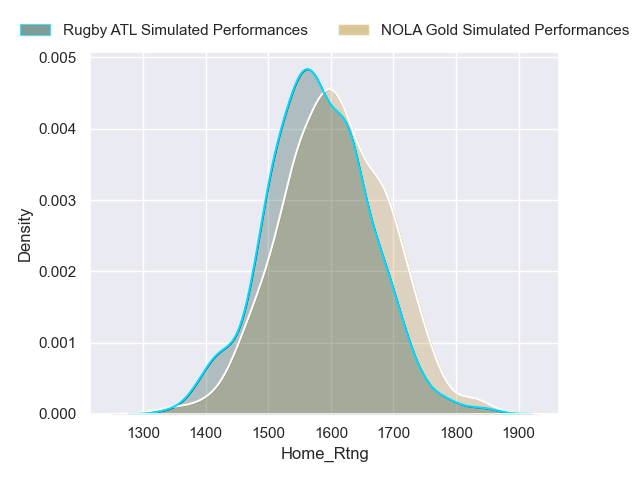 Rugby ATL Simulated Performances NOLA Gold Simulated Performances
0.005
0.004
0.003
0.002
0.001
0.000
Density
1300 1400 1500 1600 1700 1800 1900
Home_Rtng